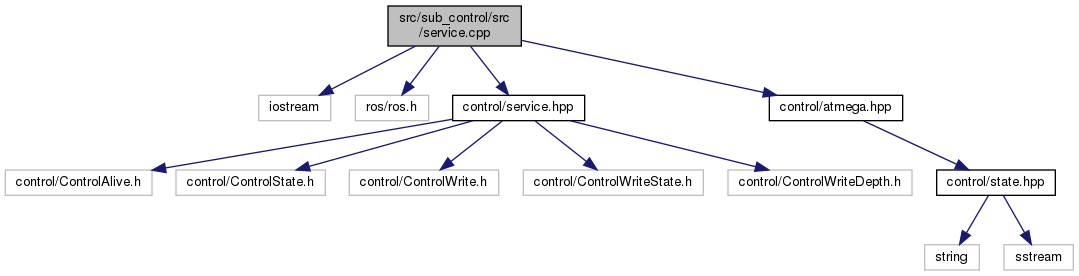 src/sub_control/src
/service.cpp
iostream
ros/ros.h
control/service.hpp
control/atmega.hpp
control/ControlAlive.h
control/ControlState.h
control/ControlWrite.h
control/ControlWriteState.h
control/ControlWriteDepth.h
control/state.hpp
string
sstream